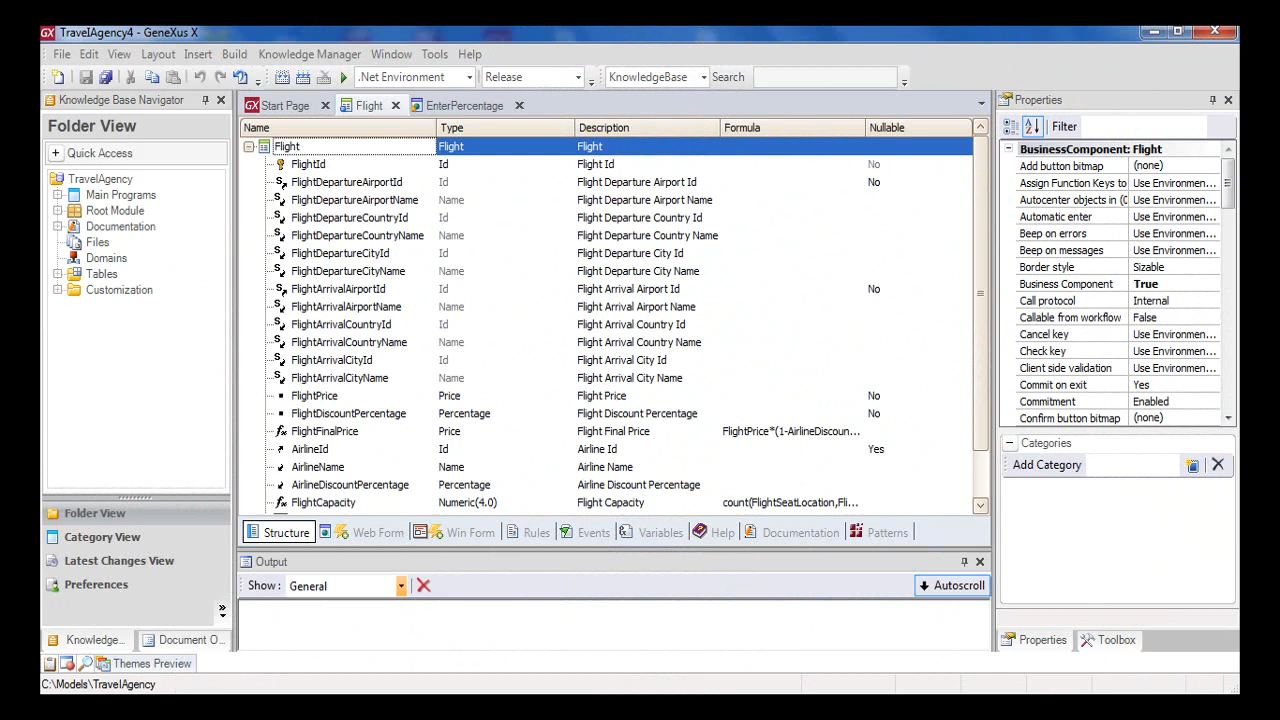 TravelAgency4 - GeneXus X
File Edit View Layout Insert Build Knowledge Manager Window Tools Help
.Net Environment Release KnowledgeBase Search
Knowledge Base Navigator
Folder View
Quick Access
TravelAgency
Main Programs
Root Module
Documentation
Files
Domains
Tables
Customization
Folder View
Category View
Latest Changes View
Preferences
Knowledge... Document O...
Start Page Flight EnterPercentage
Name Type Description Formula Nullable
Flight Flight Flight
FlightId Id Flight Id No
FlightDepartureAirportId Id Flight Departure Airport Id No
FlightDepartureAirportName Name Flight Departure Airport Name
FlightDepartureCountryId Id Flight Departure Country Id
FlightDepartureCountryName Name Flight Departure Country Name
FlightDepartureCityId Id Flight Departure City Id
FlightDepartureCityName Name Flight Departure City Name
FlightArrivalAirportId Id Flight Arrival Airport Id No
FlightArrivalAirportName Name Flight Arrival Airport Name
FlightArrivalCountryId Id Flight Arrival Country Id
FlightArrivalCountryName Name Flight Arrival Country Name
FlightArrivalCityId Id Flight Arrival City Id
FlightArrivalCityName Name Flight Arrival City Name
FlightPrice Price Flight Price No
FlightDiscountPercentage Percentage Flight Discount Percentage No
FlightFinalPrice Price Flight Final Price FlightPrice*(1-AirlineDiscoun...
AirlineId Id Airline Id Yes
AirlineName Name Airline Name
AirlineDiscountPercentage Percentage Airline Discount Percentage
FlightCapacity Numeric(4.0) Flight Capacity count(FlightSeatLocation,Fli...
Structure Web Form Win Form Rules Events Variables Help Documentation Patterns
Output
Show: General Autoscroll
Properties
Filter
BusinessComponent: Flight
Add button bitmap (none)
Assign Function Keys to Use Environmen...
Autocenter objects in (C Use Environmen...
Automatic enter Use Environmen...
Beep on errors Use Environmen...
Beep on messages Use Environmen...
Border style Sizable
Business Component True
Call protocol Internal
Callable from workflow False
Cancel key Use Environmen...
Check key Use Environmen...
Client side validation Use Environmen...
Commit on exit Yes
Commitment Enabled
Confirm button bitmap (none)
Categories
Add Category
Properties Toolbox
Themes Preview
C:\Models\TravelAgency